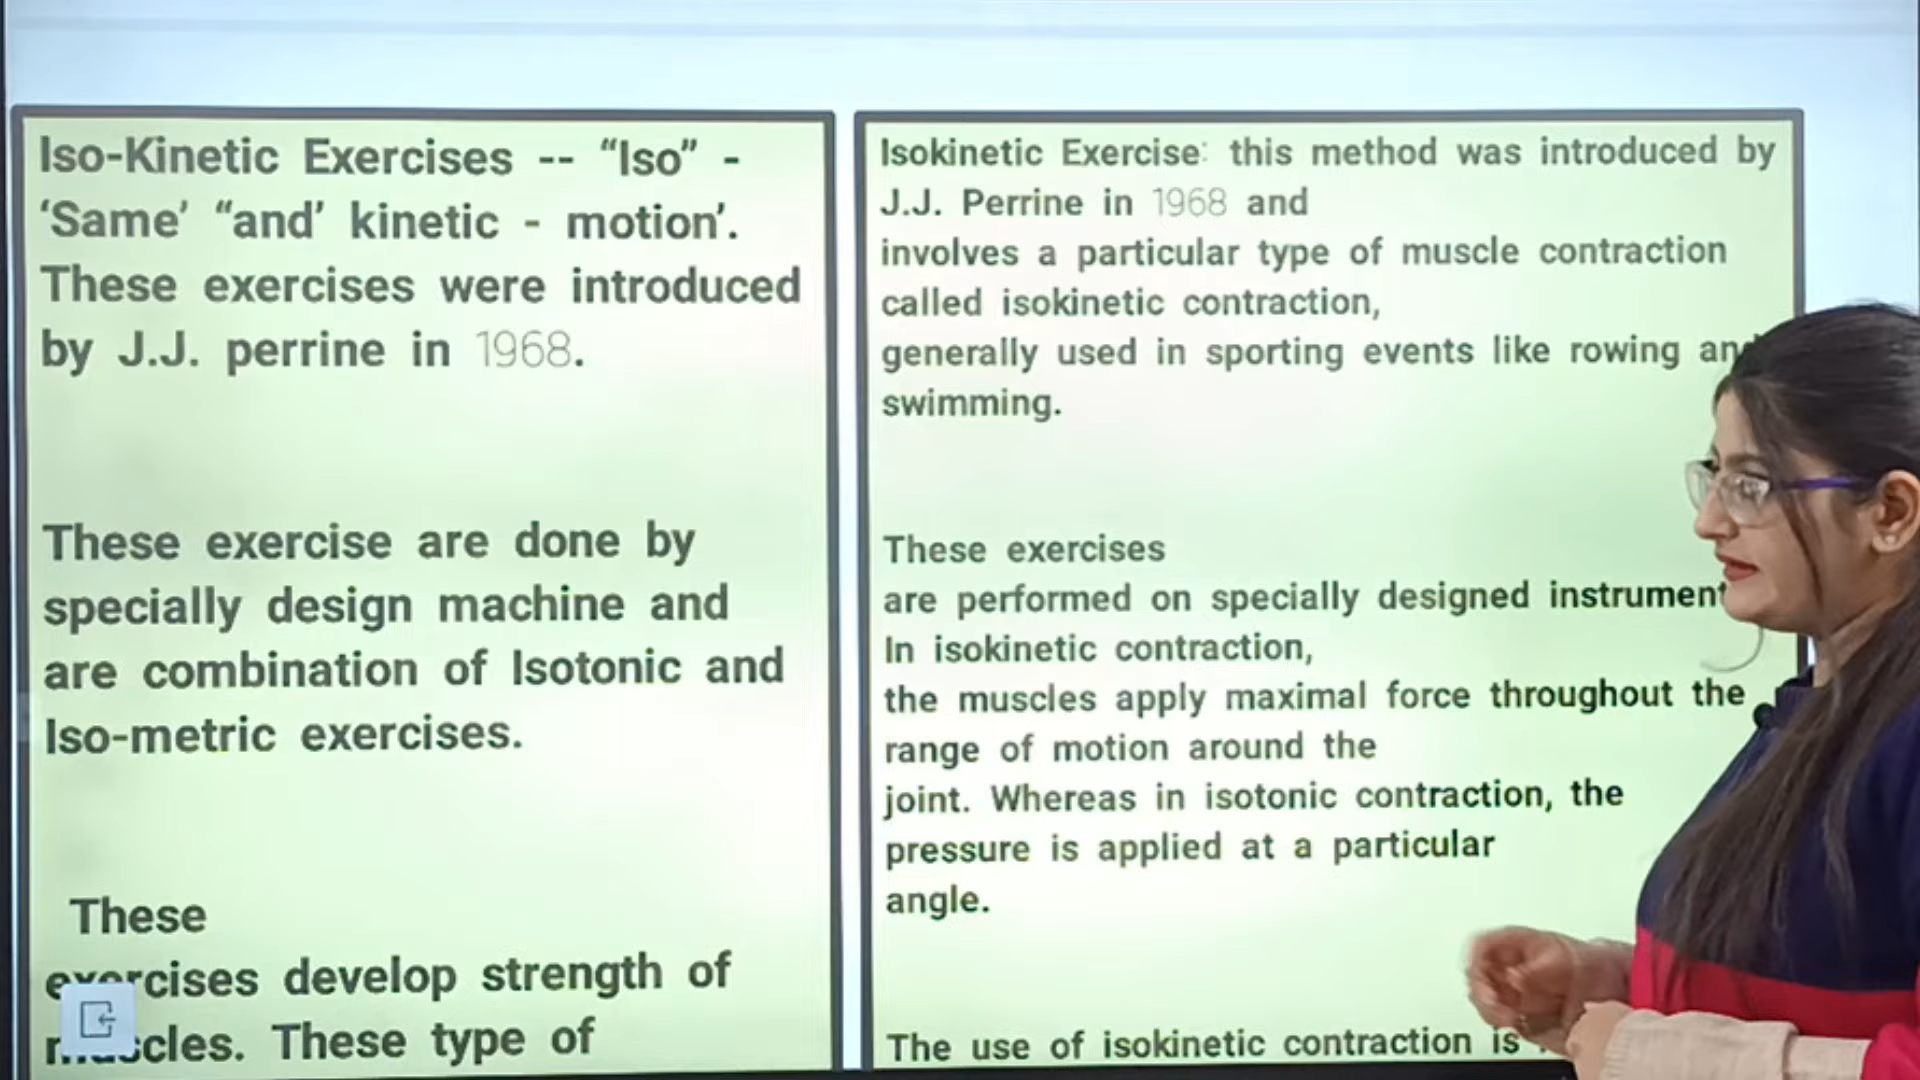 Iso-Kinetic Exercises -- “Iso” -
‘Same’ “and’ kinetic - motion’.
These exercises were introduced
by J.J. perrine in 1968.
These exercise are done by
specially design machine and
are combination of Isotonic and
Iso-metric exercises.
These
exercises develop strength of
muscles. These type of
Isokinetic Exercise: this method was introduced by
J.J. Perrine in 1968 and
involves a particular type of muscle contraction
called isokinetic contraction,
generally used in sporting events like rowing and
swimming.
These exercises
are performed on specially designed instrument
In isokinetic contraction,
the muscles apply maximal force throughout the
range of motion around the
joint. Whereas in isotonic contraction, the
pressure is applied at a particular
angle.
The use of isokinetic contraction is